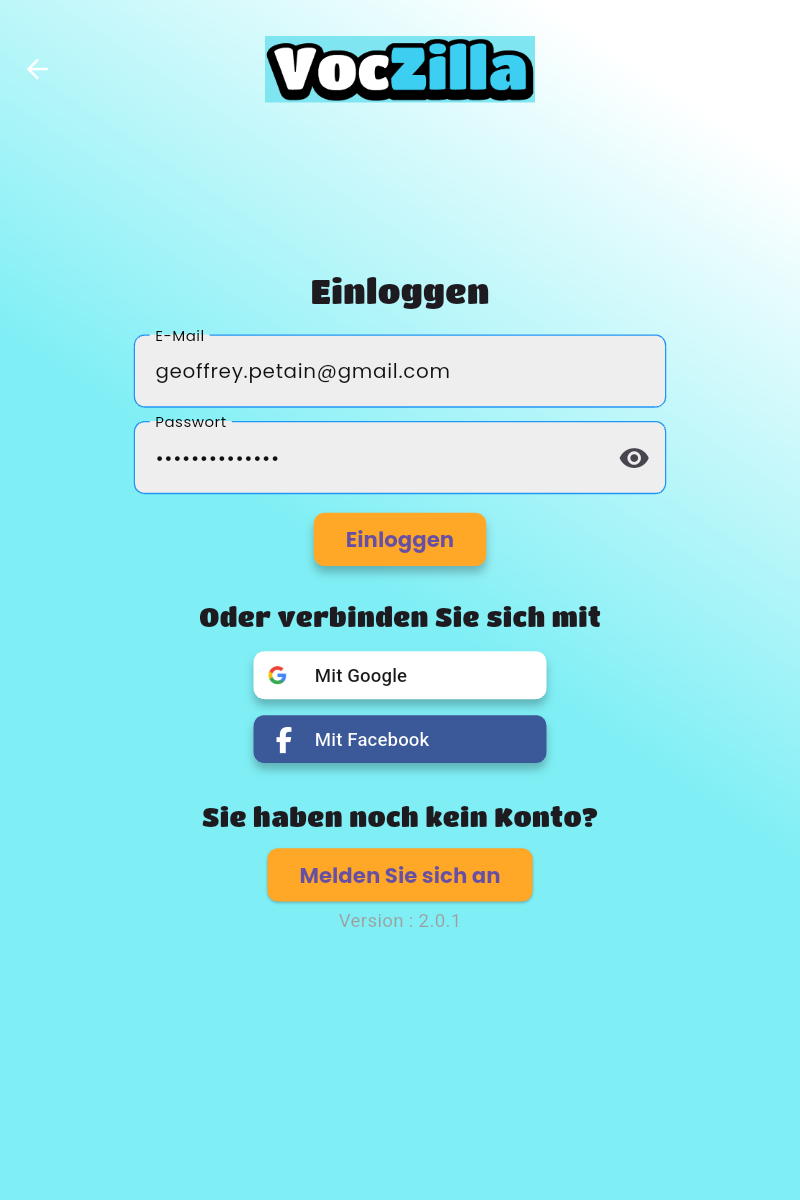 VocZilla
Einloggen
E-Mail
geoffrey.petain@gmail.com
Passwort
••••••••••••••
Einloggen
Oder verbinden Sie sich mit
Mit Google
Mit Facebook
Sie haben noch kein Konto?
Melden Sie sich an
Version : 2.0.1